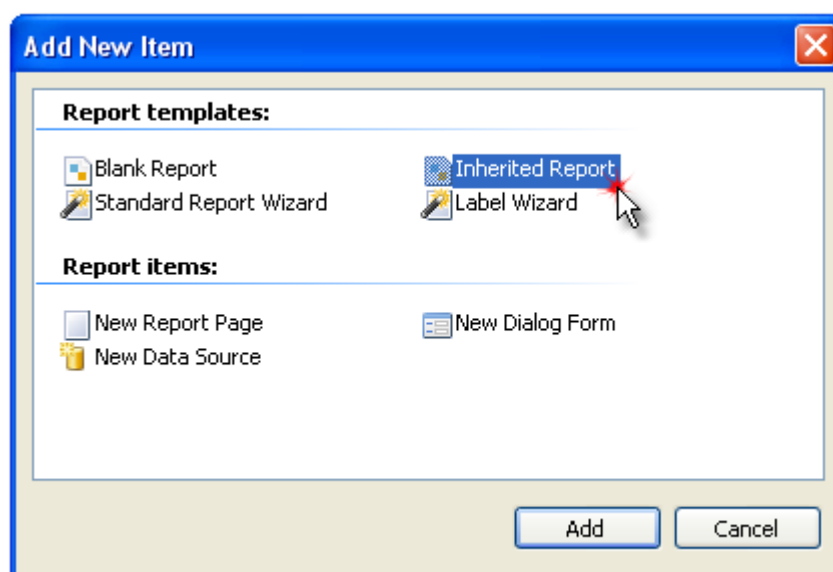 Add New Item
Report templates:
Blank Report
Inherited Report
Standard Report Wizard
Label Wizard
Report items:
New Report Page
New Dialog Form
New Data Source
Add
Cancel